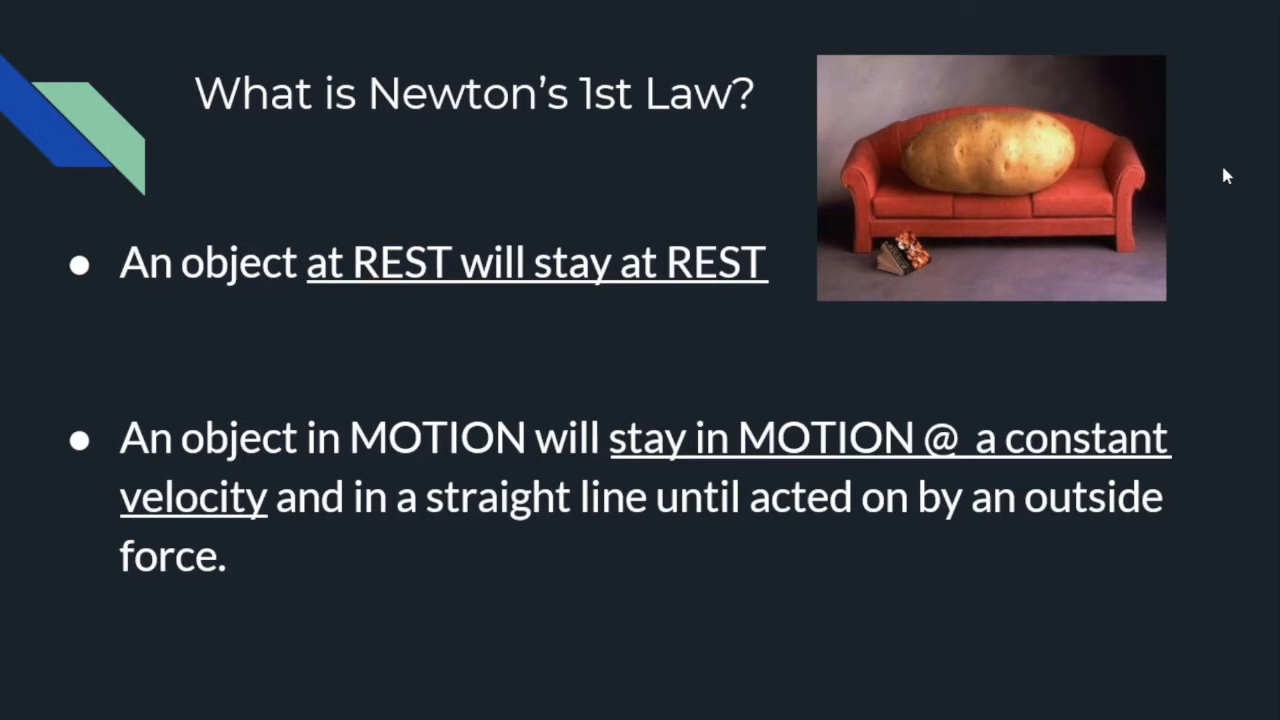 What is Newton's 1st Law?
● An object at REST will stay at REST
● An object in MOTION will stay in MOTION @ a constant
velocity and in a straight line until acted on by an outside
force.